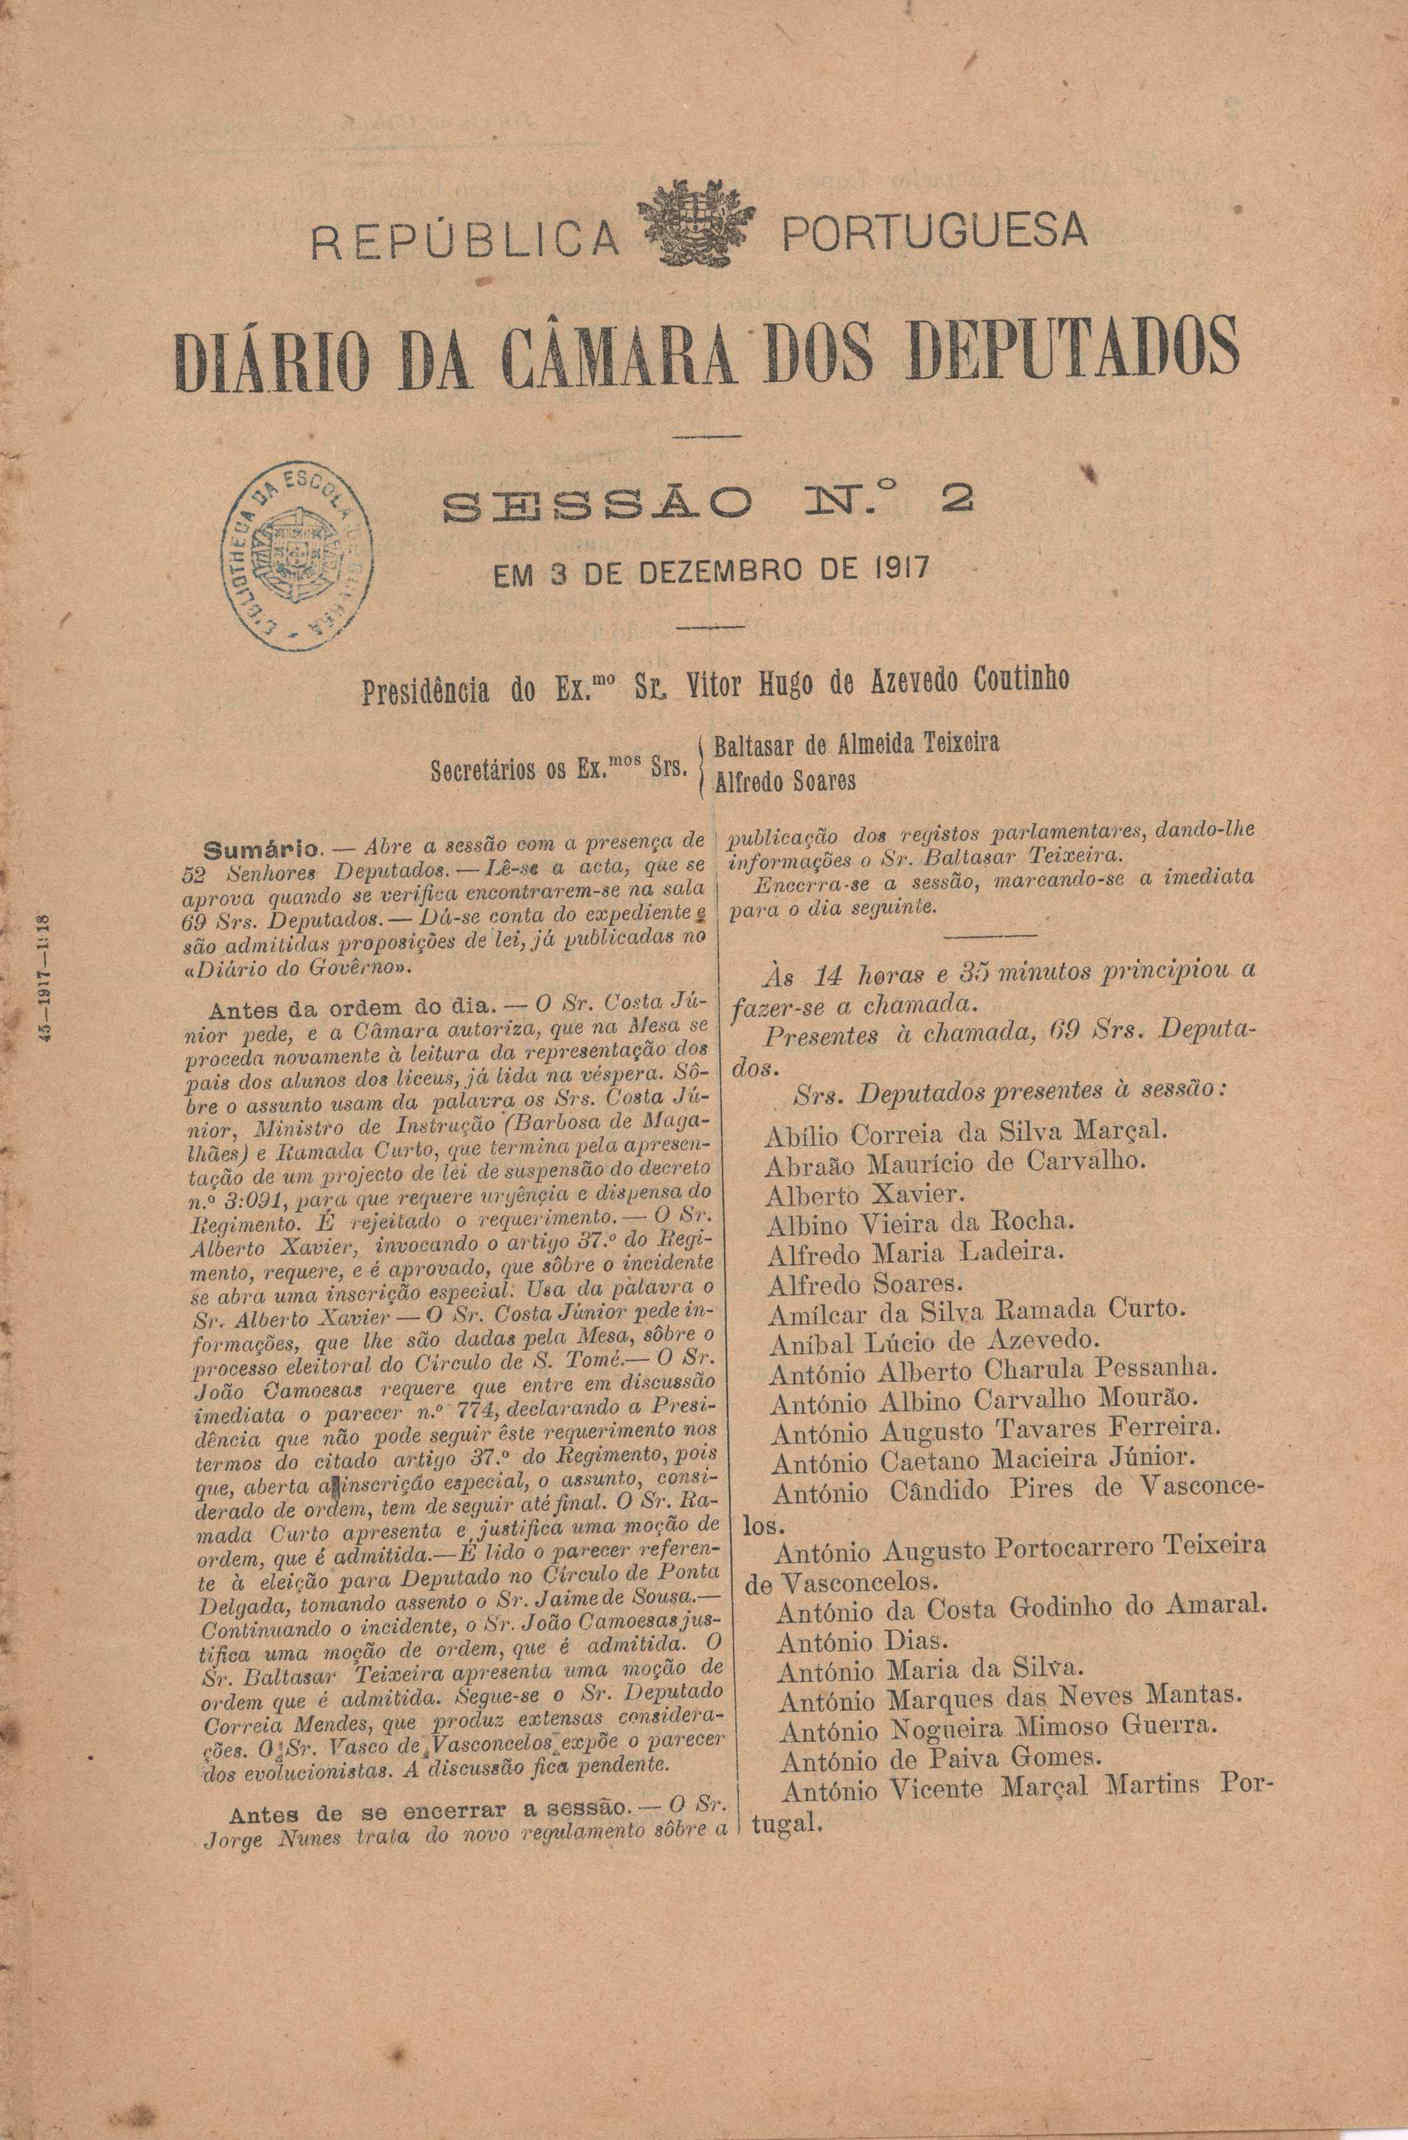 REPÚBLICA PORTUGUESA
DIÁRIO DA CÂMARA DOS DEPUTADOS
SESSÃO N.º 2
EM 3 DE DEZEMBRO DE 1917
Presidência do Ex.mo Sr. Vitor Hugo de Azevedo Coutinho
Secretários os Ex.mos Srs.
Baltasar de Almeida Teixeira
Alfredo Soares
Sumário. — Abre a sessão com a presença de
52 Senhores Deputados. — Lê-se a acta, que se
aprova quando se verifica encontrarem-se na sala
69 Srs. Deputados. — Dá-se conta do expediente e
são admitidas proposições de lei, já publicadas no
«Diário do Govêrno».
Antes da ordem do dia. — O Sr. Costa Jú-
nior pede, e a Câmara autoriza, que na Mesa se
proceda novamente à leitura da representação dos
pais dos alunos dos liceus, já lida na véspera. Sô-
bre o assunto usam da palavra os Srs. Costa Jú-
nior, Ministro de Instrução (Barbosa de Maga-
lhães) e Ramada Curto, que termina pela apresen-
tação de um projecto de lei de suspensão do decreto
n.º 3:091, para que requere urgência e dispensa do
Regimento. É rejeitado o requerimento. — O Sr.
Alberto Xavier, invocando o artigo 37.º do Regi-
mento, requere, e é aprovado, que sôbre o incidente
se abra uma inscrição especial. Usa da palavra o
Sr. Alberto Xavier — O Sr. Costa Júnior pede in-
formações, que lhe são dadas pela Mesa, sôbre o
processo eleitoral do Círculo de S. Tomé. — O Sr.
João Camoesas requere que entre em discussão
imediata o parecer n.º 774, declarando a Presi-
dência que não pode seguir êste requerimento nos
termos do citado artigo 37.º do Regimento, pois
que, aberta a inscrição especial, o assunto, consi-
derado de ordem, tem de seguir até final. O Sr. Ra-
mada Curto apresenta e justifica uma moção de
ordem, que é admitida. — É lido o parecer referen-
te à eleição para Deputado no Círculo de Ponta
Delgada, tomando assento o Sr. Jaime de Sousa. —
Continuando o incidente, o Sr. João Camoesas jus-
tifica uma moção de ordem, que é admitida. O
Sr. Baltasar Teixeira apresenta uma moção de
ordem que é admitida. Segue-se o Sr. Deputado
Correia Mendes, que produz extensas considera-
ções. O Sr. Vasco de Vasconcelos expõe o parecer
dos evolucionistas. A discussão fica pendente.
Antes de se encerrar a sessão. — O Sr.
Jorge Nunes trata do novo regulamento sôbre a
publicação dos registos parlamentares, dando-lhe
informações o Sr. Baltasar Teixeira.
Encerra-se a sessão, marcando-se a imediata
para o dia seguinte.
Às 14 horas e 35 minutos principiou a
fazer-se a chamada.
Presentes à chamada, 69 Srs. Deputa-
dos.
Srs. Deputados presentes à sessão:
Abílio Correia da Silva Marçal.
Abraão Maurício de Carvalho.
Alberto Xavier.
Albino Vieira da Rocha.
Alfredo Maria Ladeira.
Alfredo Soares.
Amílcar da Silva Ramada Curto.
Aníbal Lúcio de Azevedo.
António Alberto Charula Pessanha.
António Albino Carvalho Mourão.
António Augusto Tavares Ferreira.
António Caetano Macieira Júnior.
António Cândido Pires de Vasconce-
los.
António Augusto Portocarrero Teixeira
de Vasconcelos.
António da Costa Godinho do Amaral.
António Dias.
António Maria da Silva.
António Marques das Neves Mantas.
António Nogueira Mimoso Guerra.
António de Paiva Gomes.
António Vicente Marçal Martins Por-
tugal.